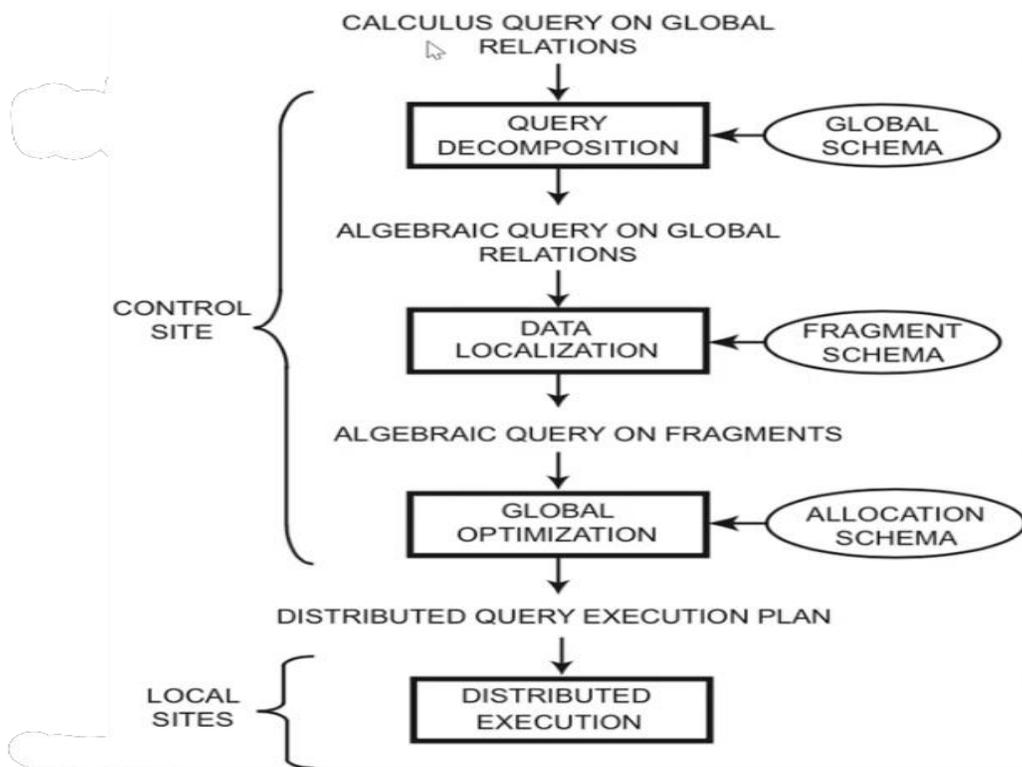 CALCULUS QUERY ON GLOBAL
RELATIONS
QUERY
DECOMPOSITION
GLOBAL
SCHEMA
ALGEBRAIC QUERY ON GLOBAL
RELATIONS
CONTROL
SITE
DATA
LOCALIZATION
FRAGMENT
SCHEMA
ALGEBRAIC QUERY ON FRAGMENTS
GLOBAL
OPTIMIZATION
ALLOCATION
SCHEMA
DISTRIBUTED QUERY EXECUTION PLAN
LOCAL
SITES
DISTRIBUTED
EXECUTION